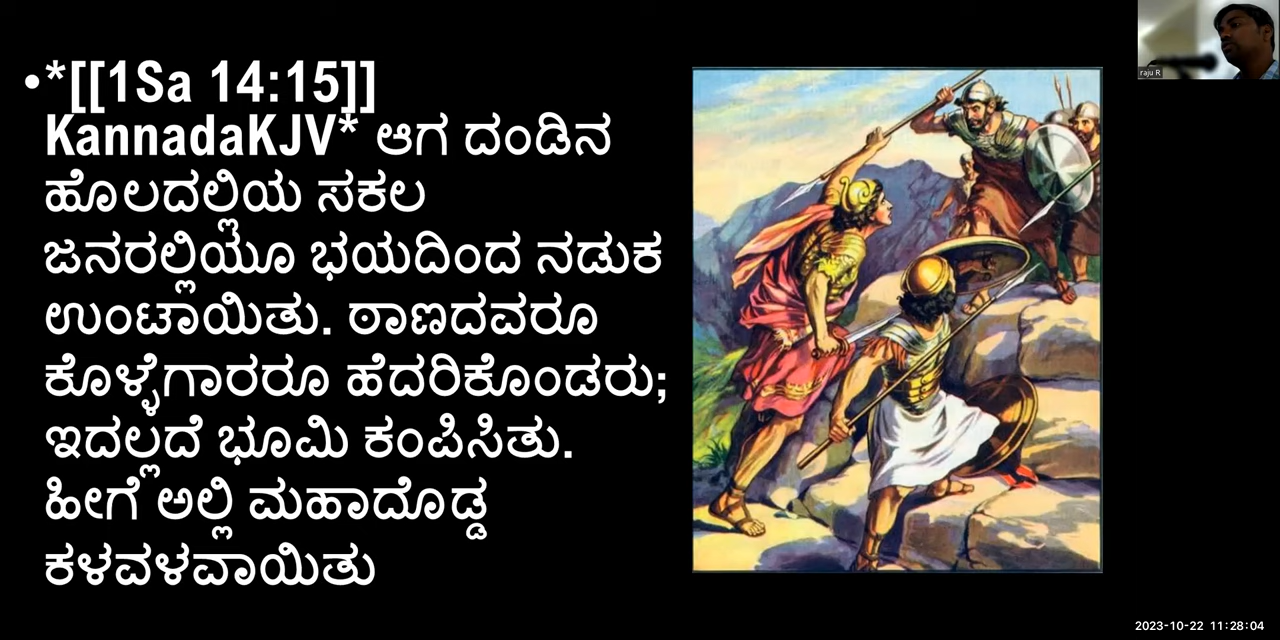 •*[[1Sa 14:15]]
KannadaKJV* ಆಗ ದಂಡಿನ
ಹೊಲದಲ್ಲಿಯ ಸಕಲ
ಜನರಲ್ಲಿಯೂ ಭಯದಿಂದ ನಡುಕ
ಉಂಟಾಯಿತು. ಠಾಣದವರೂ
ಕೊಳ್ಳೆಗಾರರೂ ಹೆದರಿಕೊಂಡರು;
ಇದಲ್ಲದೆ ಭೂಮಿ ಕಂಪಿಸಿತು.
ಹೀಗೆ ಅಲ್ಲಿ ಮಹಾದೊಡ್ಡ
ಕಳವಳವಾಯಿತು
raju R
2023-10-22 11:28:04